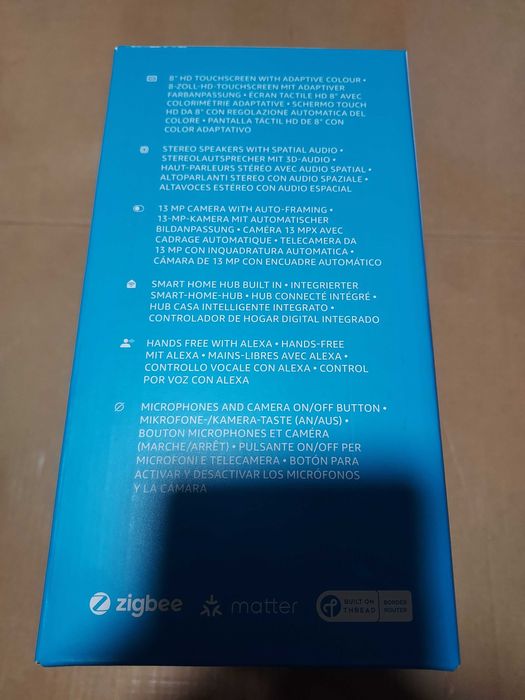 8" HD TOUCHSCREEN WITH ADAPTIVE COLOUR •
8-ZOLL-HD-TOUCHSCREEN MIT ADAPTIVER
FARBANPASSUNG • ÉCRAN TACTILE HD 8" AVEC
COLORIMÉTRIE ADAPTATIVE • SCHERMO TOUCH
HD DA 8" CON REGOLAZIONE AUTOMATICA DEL
COLORE • PANTALLA TÁCTIL HD DE 8" CON
COLOR ADAPTATIVO
STEREO SPEAKERS WITH SPATIAL AUDIO •
STEREOLAUTSPRECHER MIT 3D-AUDIO •
HAUT-PARLEURS STÉRÉO AVEC AUDIO SPATIAL •
ALTOPARLANTI STEREO CON AUDIO SPAZIALE •
ALTAVOCES ESTÉREO CON AUDIO ESPACIAL
13 MP CAMERA WITH AUTO-FRAMING •
13-MP-KAMERA MIT AUTOMATISCHER
BILDANPASSUNG • CAMÉRA 13 MPX AVEC
CADRAGE AUTOMATIQUE • TELECAMERA DA
13 MP CON INQUADRATURA AUTOMATICA •
CÁMARA DE 13 MP CON ENCUADRE AUTOMÁTICO
SMART HOME HUB BUILT IN • INTEGRIERTER
SMART-HOME-HUB • HUB CONNECTÉ INTÉGRÉ •
HUB CASA INTELLIGENTE INTEGRATO •
CONTROLADOR DE HOGAR DIGITAL INTEGRADO
HANDS FREE WITH ALEXA • HANDS-FREE
MIT ALEXA • MAINS-LIBRES AVEC ALEXA •
CONTROLLO VOCALE CON ALEXA • CONTROL
POR VOZ CON ALEXA
MICROPHONES AND CAMERA ON/OFF BUTTON •
MIKROFONE-/KAMERA-TASTE (AN/AUS) •
BOUTON MICROPHONES ET CAMÉRA
(MARCHE/ARRÊT) • PULSANTE ON/OFF PER
MICROFONI E TELECAMERA • BOTÓN PARA
ACTIVAR Y DESACTIVAR LOS MICRÓFONOS
Y LA CÁMARA
zigbee
matter
BUILT ON
THREAD
BORDER
ROUTER